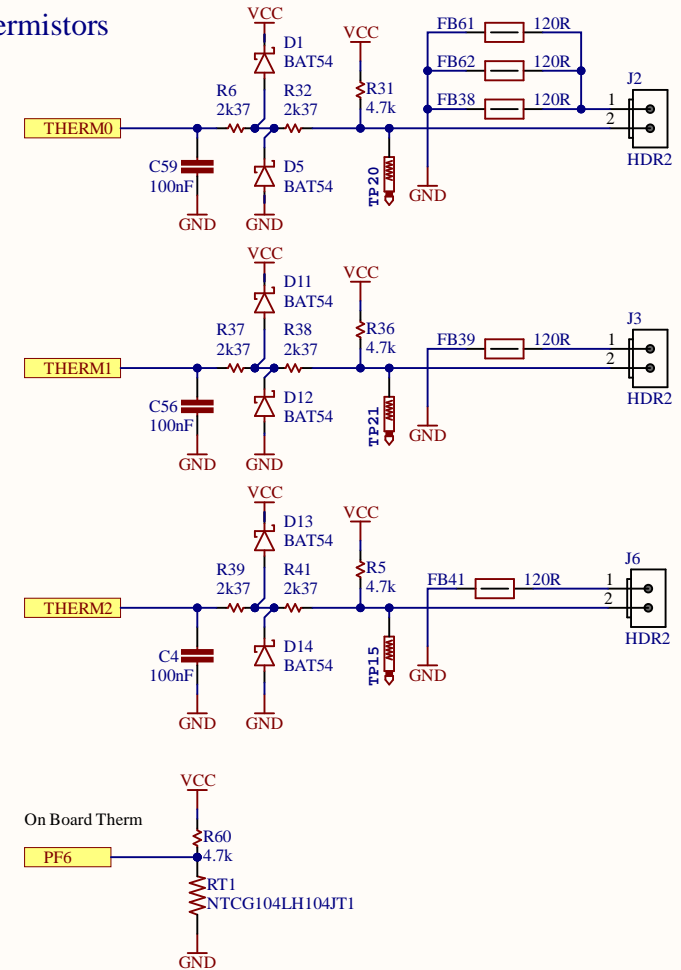 ermistors
VCC
D1
BAT54
R6
2k37
R32
2k37
VCC
R31
4.7k
FB61 120R
FB62 120R
FB38 120R
J2
1
2
HDR2
THERM0
C59
100nF
D5
BAT54
TP20
GND
GND
GND
VCC
D11
BAT54
R37
2k37
R38
2k37
VCC
R36
4.7k
FB39 120R
J3
1
2
HDR2
THERM1
C56
100nF
D12
BAT54
TP21
GND
GND
GND
VCC
D13
BAT54
R39
2k37
R41
2k37
VCC
R5
4.7k
FB41 120R
J6
1
2
HDR2
THERM2
C4
100nF
D14
BAT54
TP15
GND
GND
GND
VCC
On Board Therm
R60
4.7k
PF6
RT1
NTCG104LH104JT1
GND